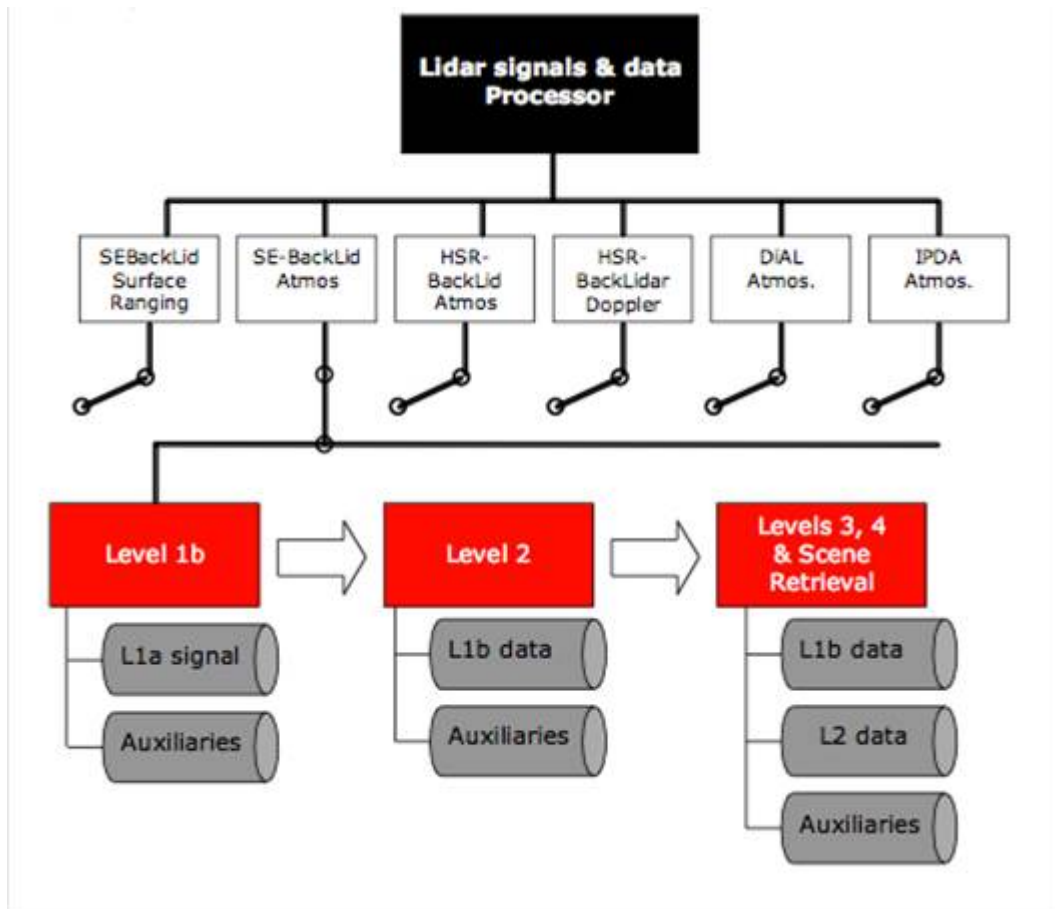 Lidar signals & data
Processor
SEBackLid
Surface
Ranging
SE-BackLid
Atmos
HSR-
BackLid
Atmos
HSR-
BackLidar
Doppler
DiAL
Atmos.
IPDA
Atmos.
Level 1b
Level 2
Levels 3, 4
& Scene
Retrieval
L1a signal
Auxiliaries
L1b data
Auxiliaries
L1b data
L2 data
Auxiliaries